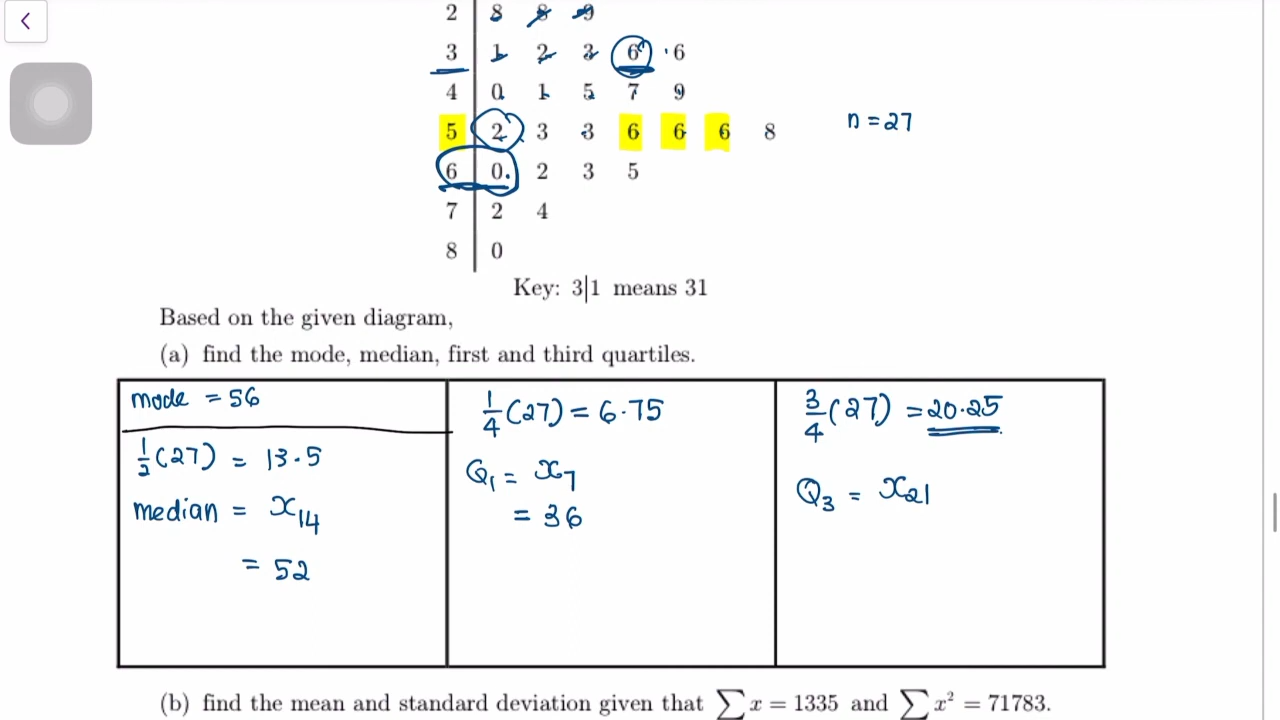 2 | 8 8 9
3 | 1 2 3 6 6
4 | 0 1 5 7 9
5 | 2 3 3 6 6 6 8
n = 27
6 | 0 2 3 5
7 | 2 4
8 | 0
Key: 3|1 means 31
Based on the given diagram,
(a) find the mode, median, first and third quartiles.
mode = 56
1/2 (27) = 13.5
median = x₁₄
= 52
1/4 (27) = 6.75
Q₁ = x₇
= 36
3/4 (27) = 20.25
Q₃ = x₂₁
(b) find the mean and standard deviation given that ∑ x = 1335 and ∑ x² = 71783.